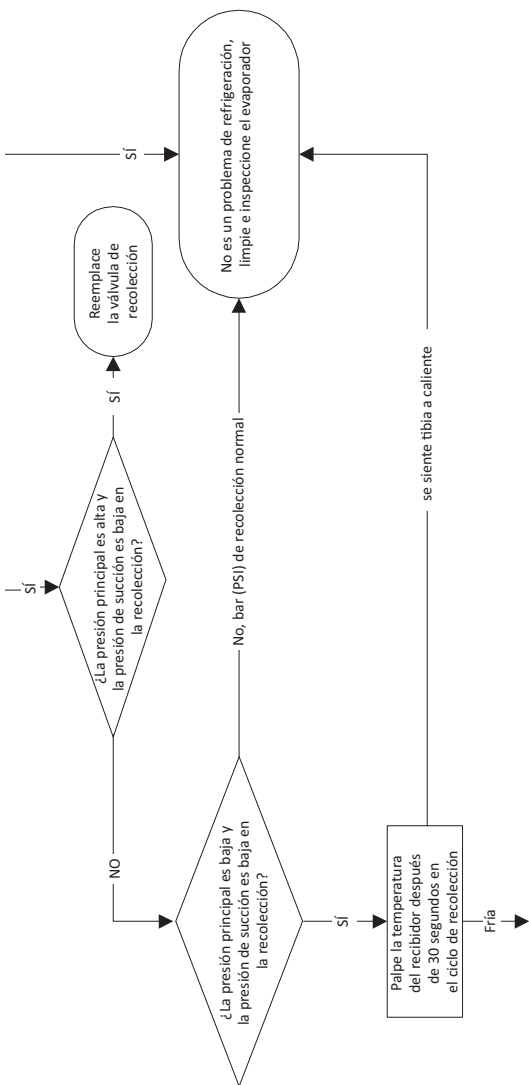 SÍ
¿La presión principal es alta y
la presión de succión es baja en
la recolección?
SÍ
Reemplace
la válvula de
recolección
SÍ
NO
¿La presión principal es baja y
la presión de succión es baja en
la recolección?
No, bar (PSI) de recolección normal
No es un problema de refrigeración,
limpie e inspeccione el evaporador
SÍ
Palpe la temperatura
del recibidor después
de 30 segundos en
el ciclo de recolección
se siente tibia a caliente
Fría